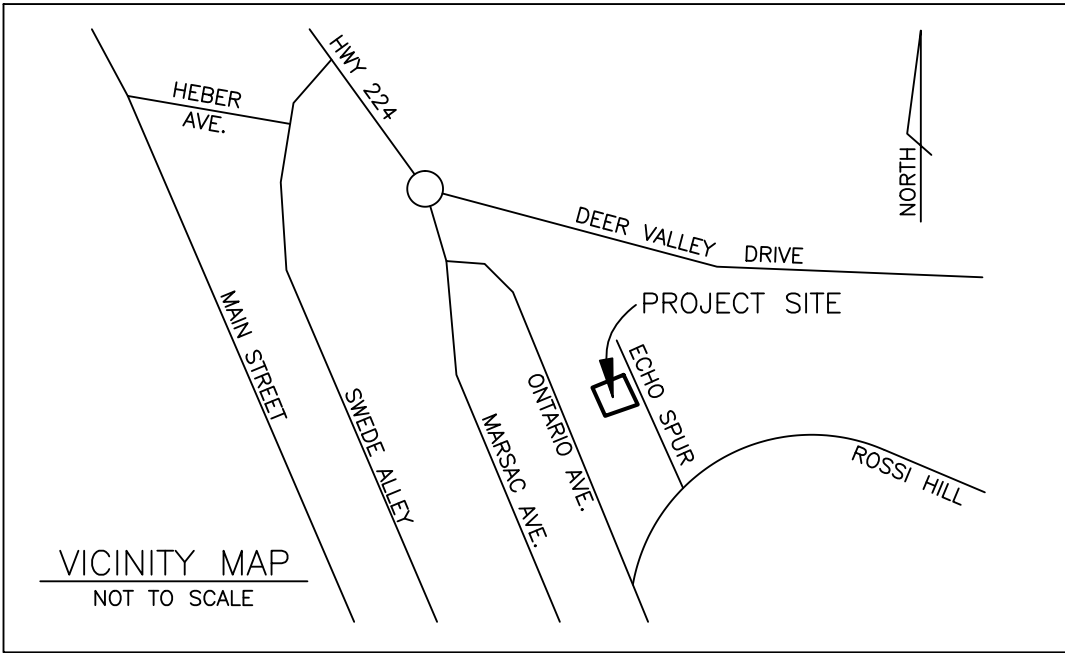 HWY 224
HEBER
AVE.
NORTH
DEER VALLEY DRIVE
PROJECT SITE
MAIN STREET
SWEDE ALLEY
MARSAC AVE.
ONTARIO AVE.
ECHO SPUR
ROSSI HILL
VICINITY MAP
NOT TO SCALE